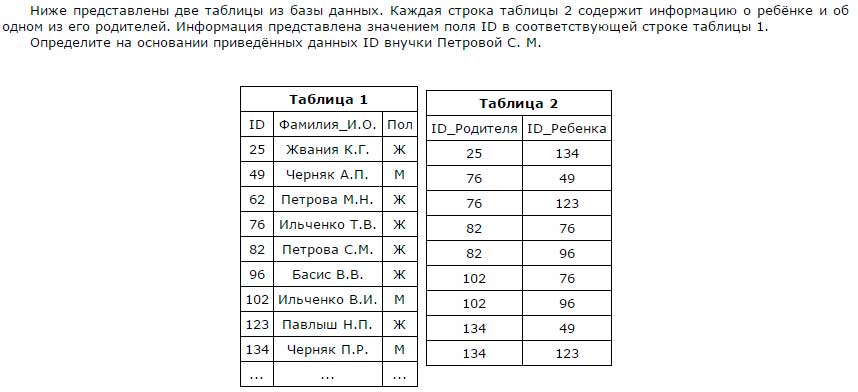 Ниже представлены две таблицы из базы данных. Каждая строка таблицы 2 содержит информацию о ребёнке и об
одном из его родителей. Информация представлена значением поля ID в соответствующей строке таблицы 1.
Определите на основании приведённых данных ID внучки Петровой С. М.
Таблица 1
ID Фамилия_И.О. Пол
25 Жвания К.Г. Ж
49 Черняк А.П. М
62 Петрова М.Н. Ж
76 Ильченко Т.В. Ж
82 Петрова С.М. Ж
96 Басис В.В. Ж
102 Ильченко В.И. М
123 Павлыш Н.П. Ж
134 Черняк П.Р. М
... ... ...
Таблица 2
ID_Родителя ID_Ребенка
25 134
76 49
76 123
82 76
82 96
102 76
102 96
134 49
134 123